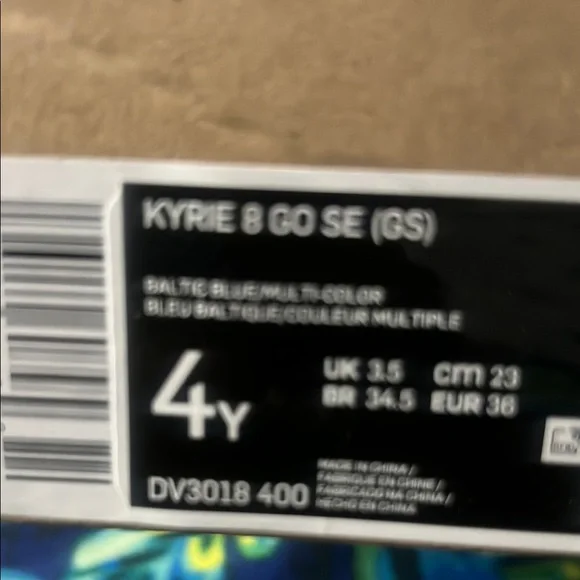 KYRIE 8 GO SE (GS)
BALTIC BLUE/MULTI-COLOR
BLEU BALTIQUE/COULEUR MULTIPLE
4Y
UK 3.5 cm 23
BR 34.5 EUR 36
DV3018 400
MADE IN CHINA /
FABRIQUE EN CHINE /
FABRICADO NA CHINA /
HECHO EN CHINA